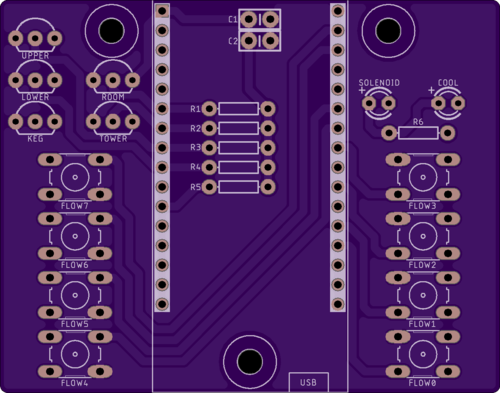 C1
C2
UPPER
LOWER
ROOM
KEG
TOWER
R1
R2
R3
R4
R5
SOLENOID
COOL
+
+
R6
FLOW7
FLOW6
FLOW5
FLOW4
FLOW3
FLOW2
FLOW1
FLOW0
USB